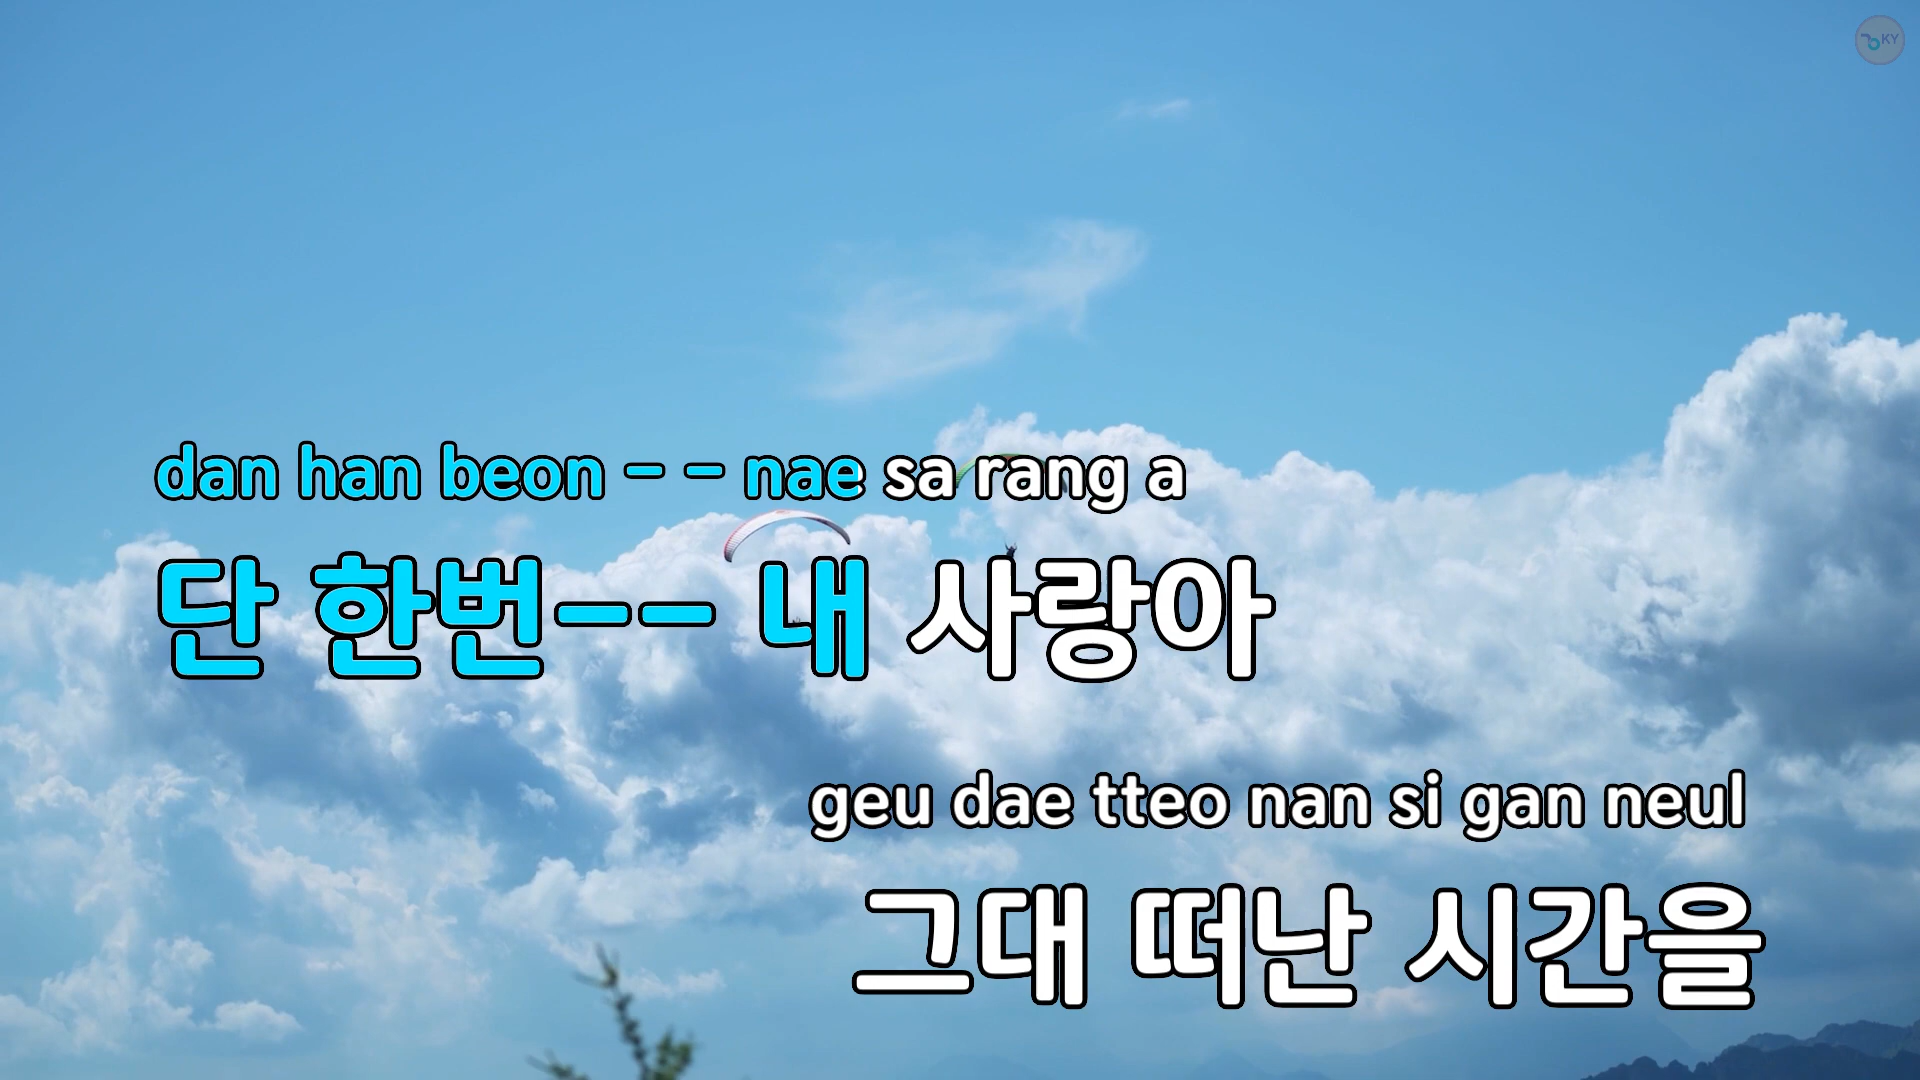 KY
dan han beon - - nae sa rang a
단 한번-- 내 사랑아
geu dae tteo nan si gan neul
그대 떠난 시간을